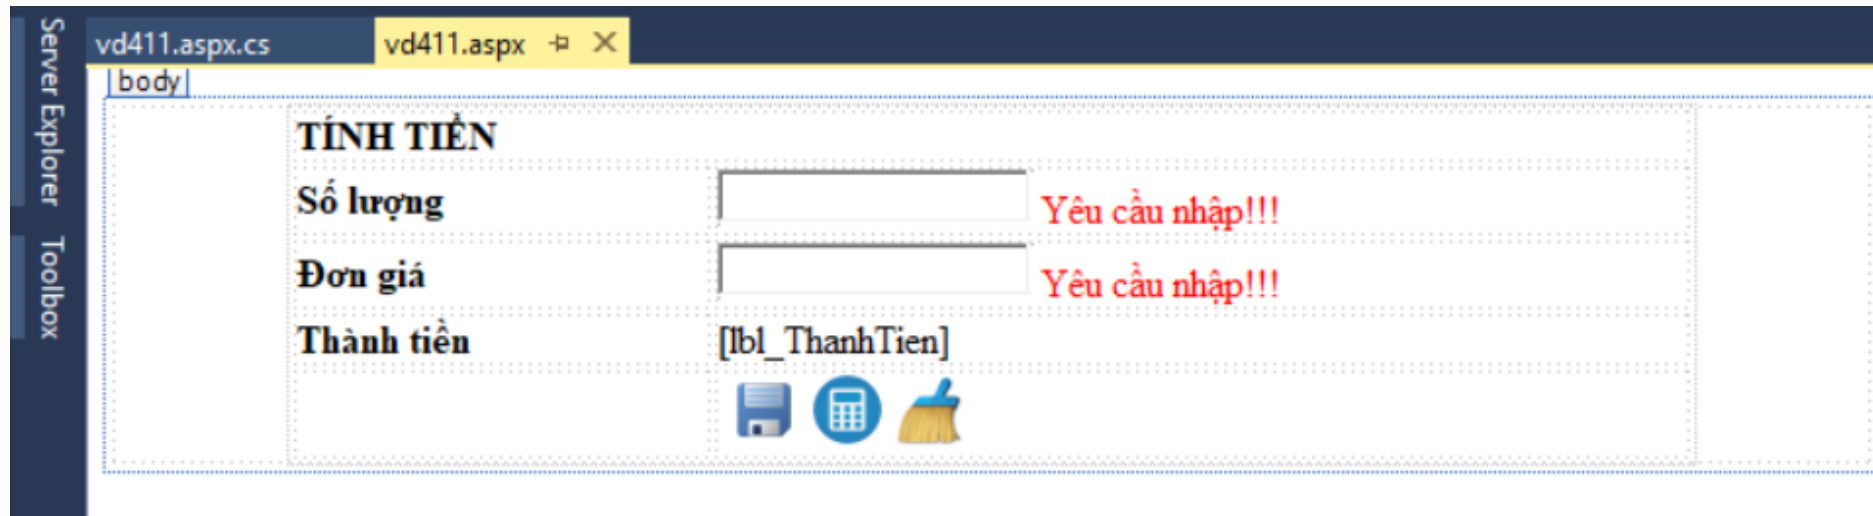 Server Explorer
Toolbox
vd411.aspx.cs
vd411.aspx
body
TÍNH TIỀN
Số lượng
Yêu cầu nhập!!!
Đơn giá
Yêu cầu nhập!!!
Thành tiền
[lbl_ThanhTien]